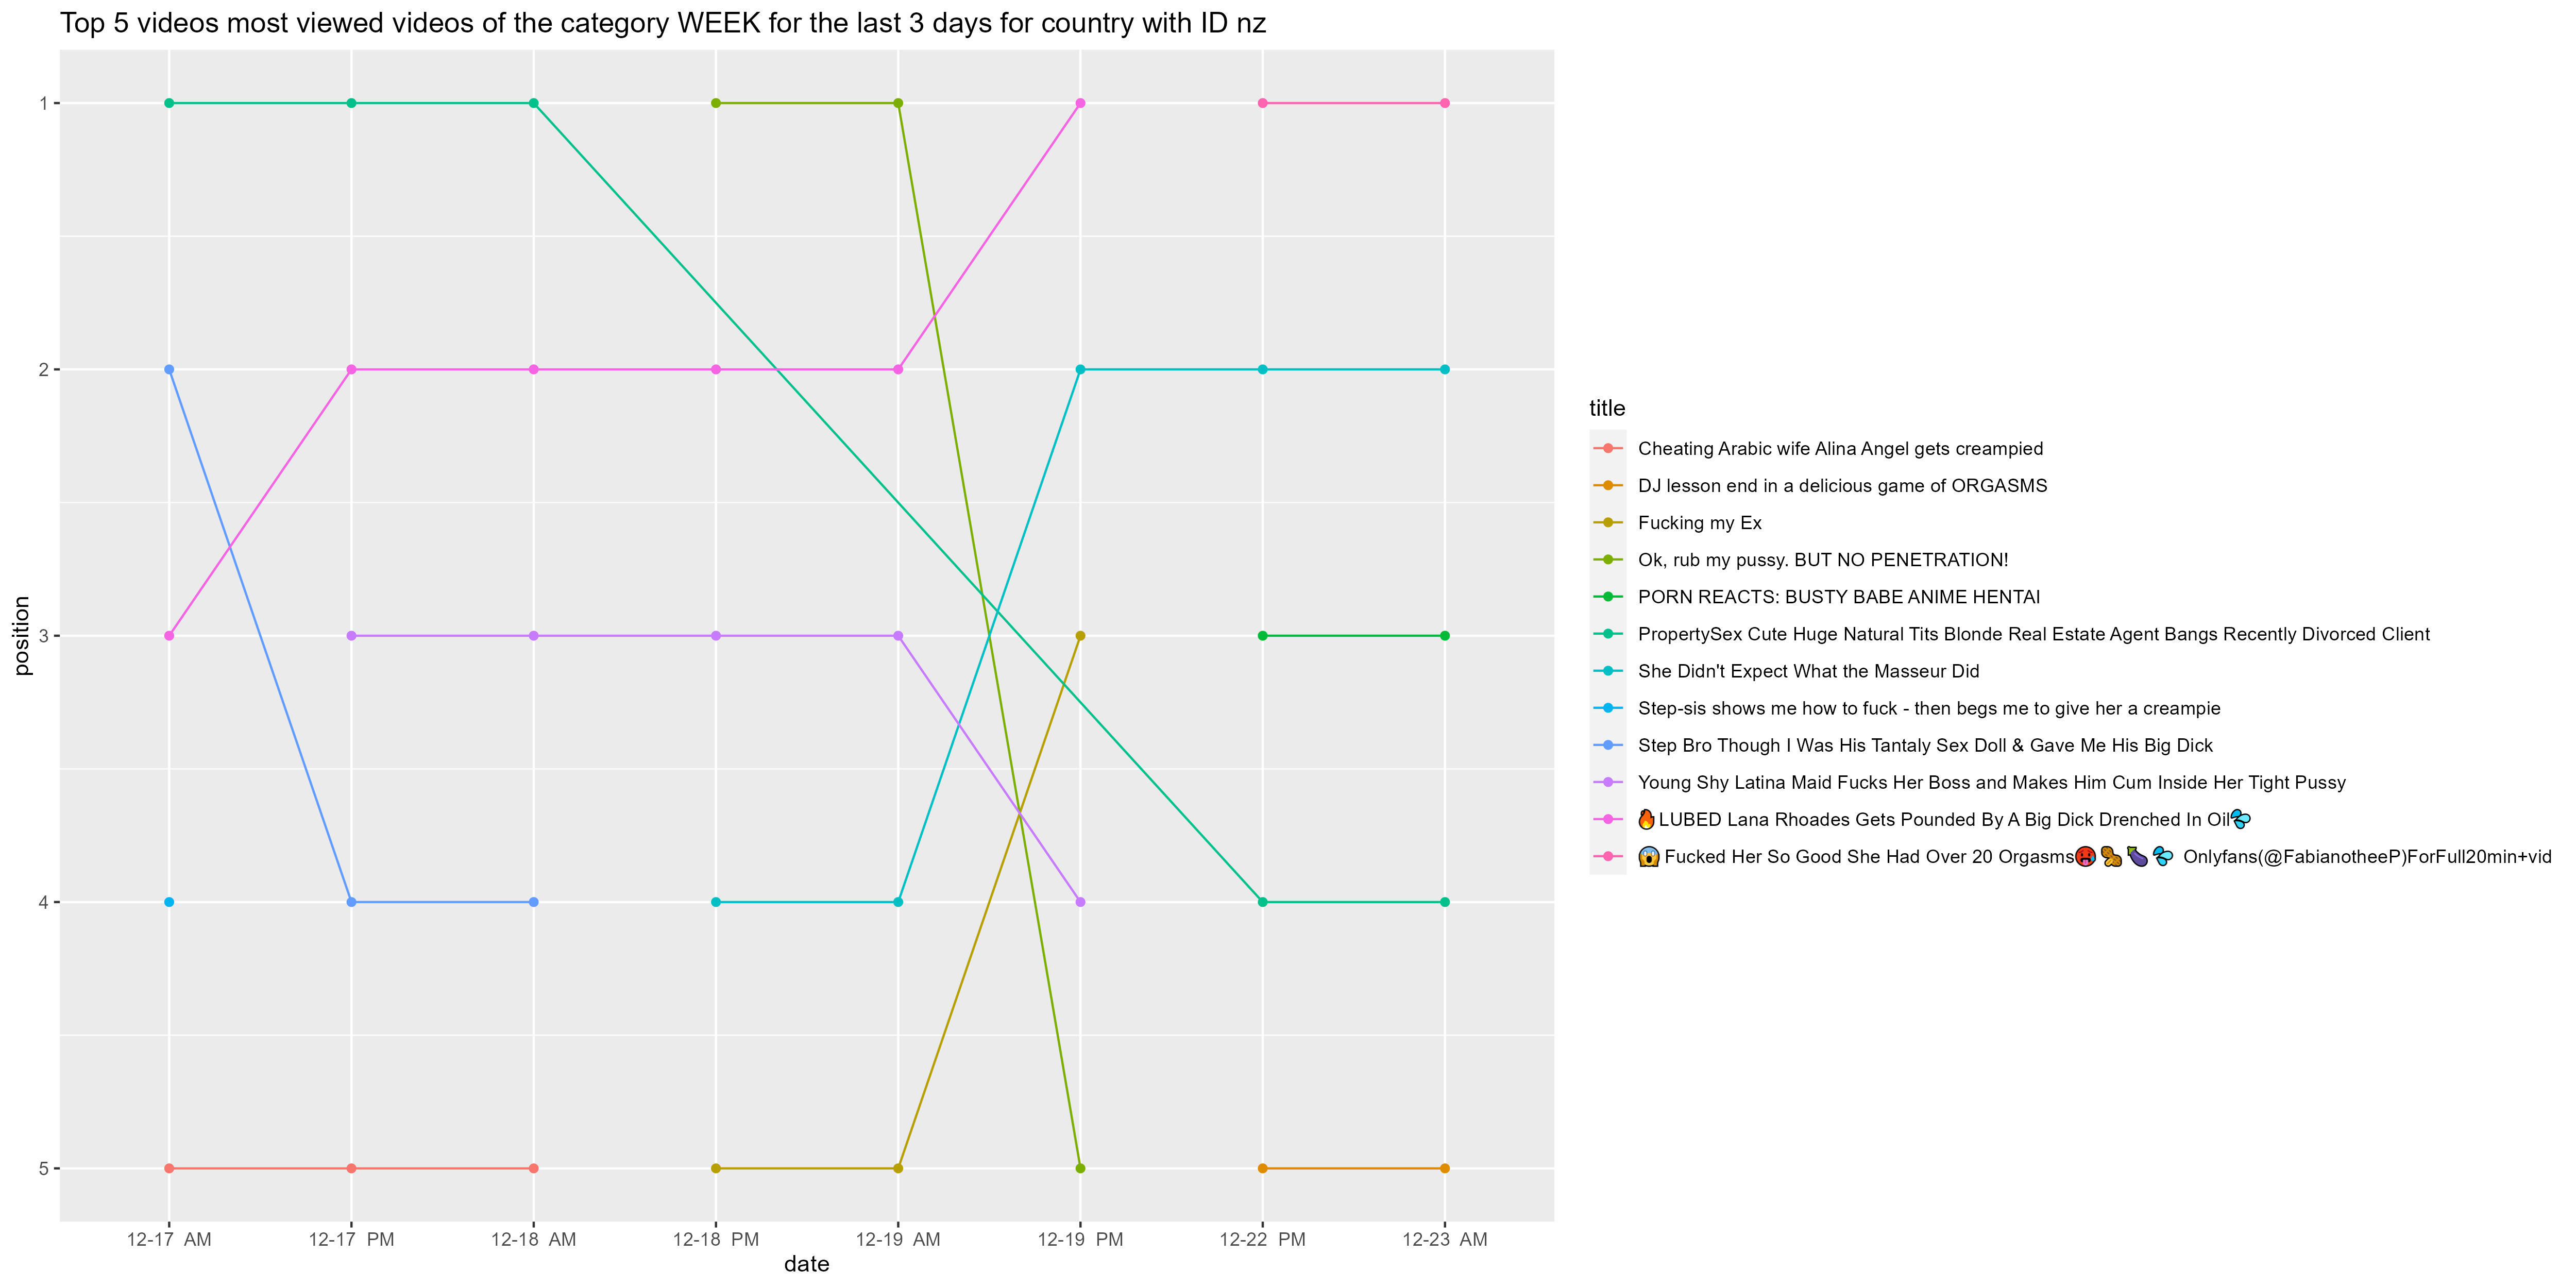 Top 5 videos most viewed videos of the category WEEK for the last 3 days for country with ID nz
1
2
3
4
5
position
12-17 AM
12-17 PM
12-18 AM
12-18 PM
12-19 AM
12-19 PM
12-22 PM
12-23 AM
date
title
Cheating Arabic wife Alina Angel gets creampied
DJ lesson end in a delicious game of ORGASMS
Fucking my Ex
Ok, rub my pussy. BUT NO PENETRATION!
PORN REACTS: BUSTY BABE ANIME HENTAI
PropertySex Cute Huge Natural Tits Blonde Real Estate Agent Bangs Recently Divorced Client
She Didn't Expect What the Masseur Did
Step-sis shows me how to fuck - then begs me to give her a creampie
Step Bro Though I Was His Tantaly Sex Doll & Gave Me His Big Dick
Young Shy Latina Maid Fucks Her Boss and Makes Him Cum Inside Her Tight Pussy
🔥LUBED Lana Rhoades Gets Pounded By A Big Dick Drenched In Oil💦
😱 Fucked Her So Good She Had Over 20 Orgasms🥵🥜🍆💦 Onlyfans(@FabianotheeP)ForFull20min+vid